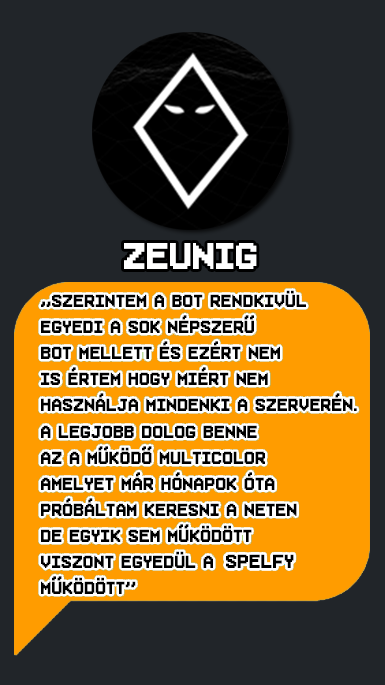 ZEUNIG
„SZERINTEM A BOT RENDKIVÜL
EGYEDI A SOK NÉPSZERŰ
BOT MELLETT ÉS EZÉRT NEM
IS ÉRTEM HOGY MIÉRT NEM
HASZNÁLJA MINDENKI A SZERVERÉN.
A LEGJOBB DOLOG BENNE
AZ A MŰKÖDŐ MULTICOLOR
AMELYET MÁR HÓNAPOK ÓTA
PRÓBÁLTAM KERESNI A NETEN
DE EGYIK SEM MŰKÖDÖTT
VISZONT EGYEDÜL A SPELFY
MŰKÖDÖTT”